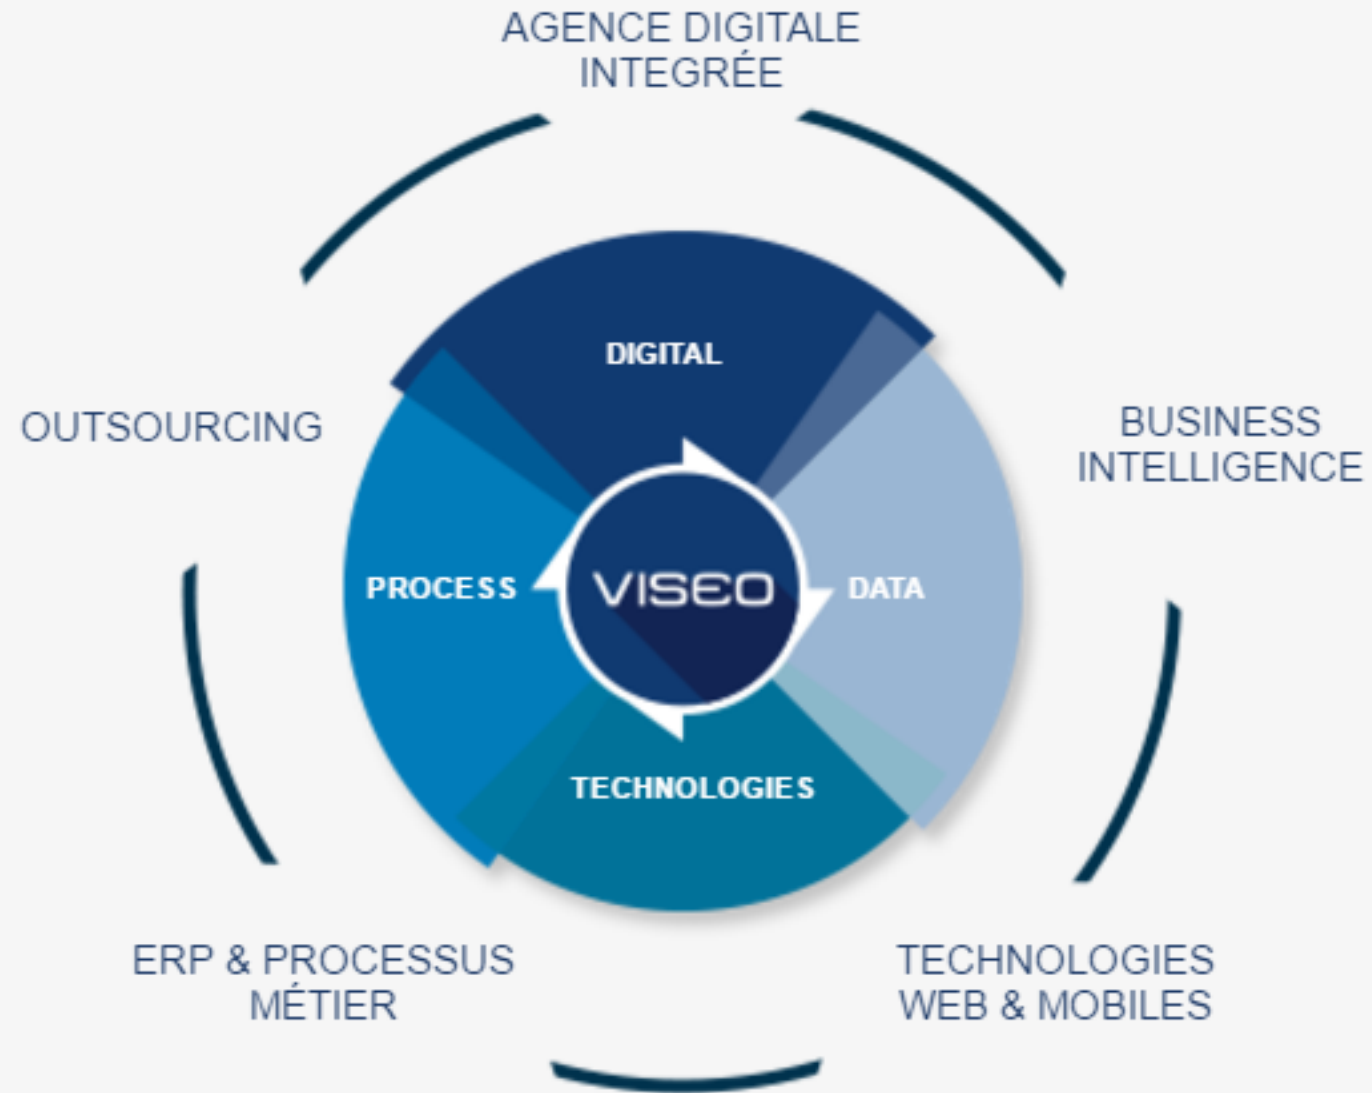 AGENCE DIGITALE
INTEGRÉE
DIGITAL
OUTSOURCING
BUSINESS
INTELLIGENCE
PROCESS
VISEO
DATA
TECHNOLOGIES
ERP & PROCESSUS
MÉTIER
TECHNOLOGIES
WEB & MOBILES